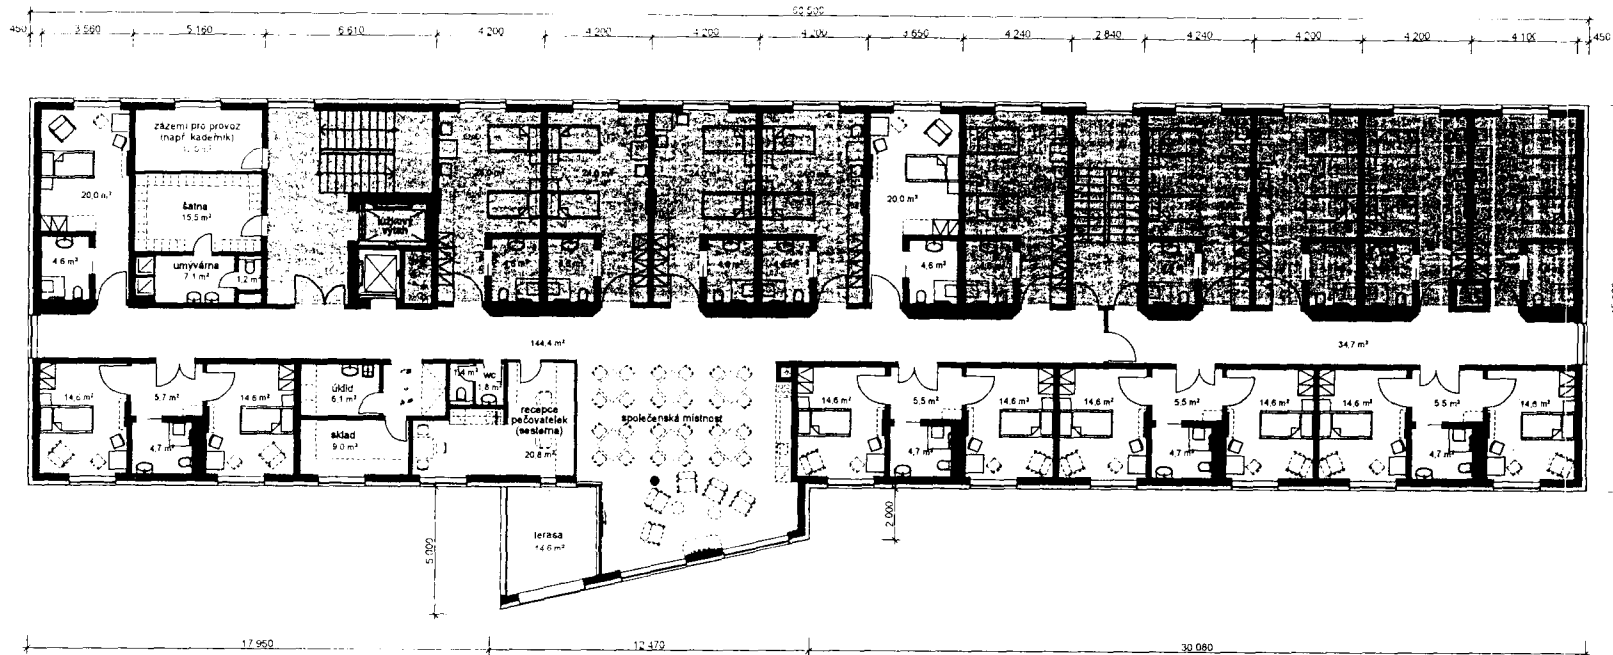 60 500
450
3 560
5 160
6 610
4 200
4 200
4 200
4 200
3 650
4 240
2 840
4 240
4 200
4 200
4 100
450
zázemí pro provoz
(např. kadeřník)
20,0 m²
šatna
15,5 m²
lůžkový
výtah
20,0 m²
4,6 m²
umývárna
7,1 m²
1,2 m²
4,6 m²
144,4 m²
34,7 m²
14,6 m²
5,7 m²
14,6 m²
úklid
6,1 m²
1,4 m²
wc
1,8 m²
recepce
pečovatelek
(sesterna)
20,8 m²
společenská místnost
14,6 m²
5,5 m²
14,6 m²
14,6 m²
5,5 m²
14,6 m²
14,6 m²
5,5 m²
14,6 m²
4,7 m²
sklad
9,0 m²
4,7 m²
4,7 m²
4,7 m²
terasa
14,6 m²
5 000
2 000
17 950
12 470
30 080